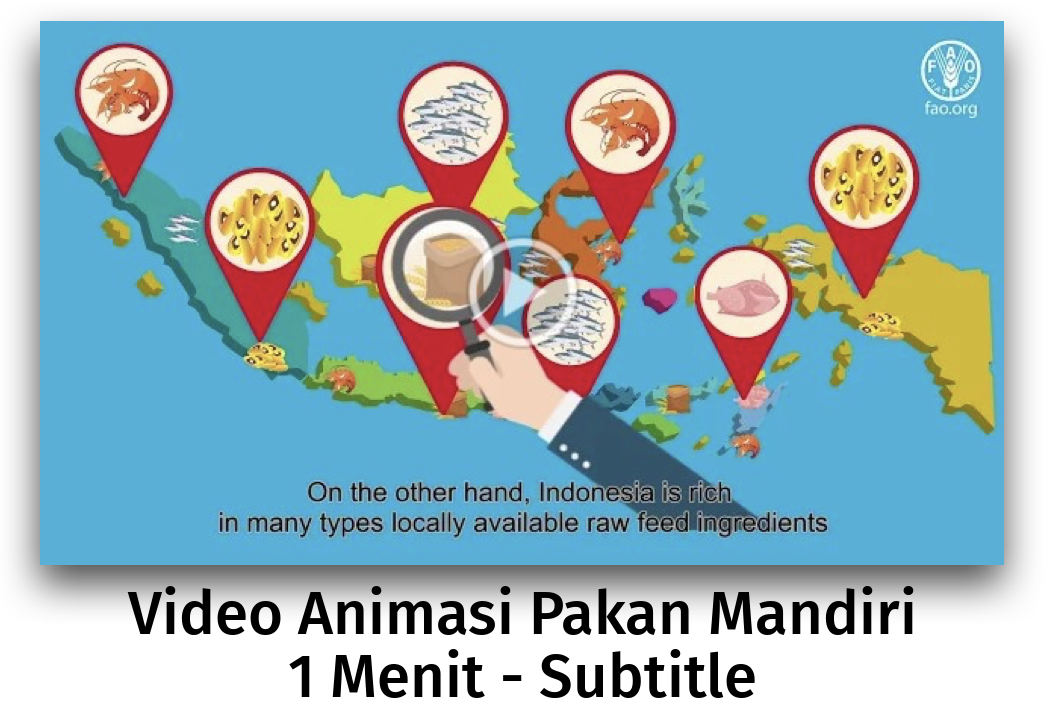 F A O
FIAT PANIS
fao.org
On the other hand, Indonesia is rich
in many types locally available raw feed ingredients
Video Animasi Pakan Mandiri
1 Menit - Subtitle